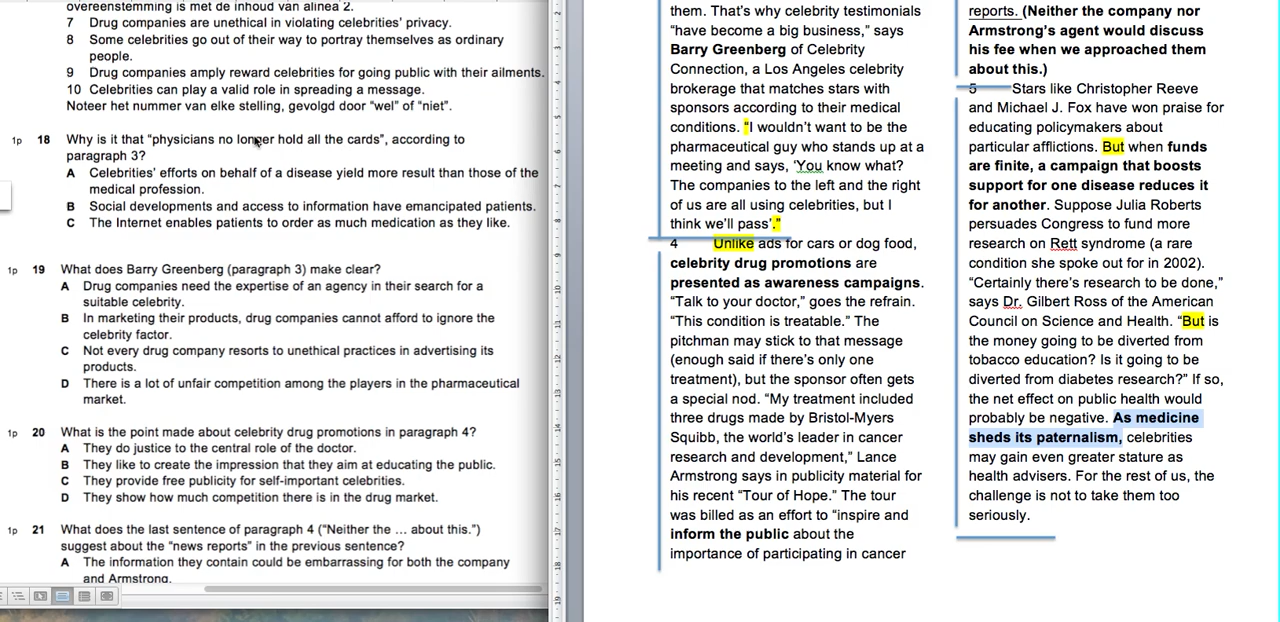 overeenstemming is met de inhoud van alinea 2.
7 Drug companies are unethical in violating celebrities' privacy.
8 Some celebrities go out of their way to portray themselves as ordinary
people.
9 Drug companies amply reward celebrities for going public with their ailments.
10 Celebrities can play a valid role in spreading a message.
Noteer het nummer van elke stelling, gevolgd door “wel” of “niet”.
1p 18 Why is it that “physicians no longer hold all the cards”, according to
paragraph 3?
A Celebrities' efforts on behalf of a disease yield more result than those of the
medical profession.
B Social developments and access to information have emancipated patients.
C The Internet enables patients to order as much medication as they like.
1p 19 What does Barry Greenberg (paragraph 3) make clear?
A Drug companies need the expertise of an agency in their search for a
suitable celebrity.
B In marketing their products, drug companies cannot afford to ignore the
celebrity factor.
C Not every drug company resorts to unethical practices in advertising its
products.
D There is a lot of unfair competition among the players in the pharmaceutical
market.
1p 20 What is the point made about celebrity drug promotions in paragraph 4?
A They do justice to the central role of the doctor.
B They like to create the impression that they aim at educating the public.
C They provide free publicity for self-important celebrities.
D They show how much competition there is in the drug market.
1p 21 What does the last sentence of paragraph 4 (“Neither the ... about this.”)
suggest about the “news reports” in the previous sentence?
A The information they contain could be embarrassing for both the company
and Armstrong.
them. That's why celebrity testimonials
“have become a big business,” says
Barry Greenberg of Celebrity
Connection, a Los Angeles celebrity
brokerage that matches stars with
sponsors according to their medical
conditions. “I wouldn't want to be the
pharmaceutical guy who stands up at a
meeting and says, ‘You know what?
The companies to the left and the right
of us are all using celebrities, but I
think we'll pass’.”
4 Unlike ads for cars or dog food,
celebrity drug promotions are
presented as awareness campaigns.
“Talk to your doctor,” goes the refrain.
“This condition is treatable.” The
pitchman may stick to that message
(enough said if there's only one
treatment), but the sponsor often gets
a special nod. “My treatment included
three drugs made by Bristol-Myers
Squibb, the world's leader in cancer
research and development,” Lance
Armstrong says in publicity material for
his recent “Tour of Hope.” The tour
was billed as an effort to “inspire and
inform the public about the
importance of participating in cancer
reports. (Neither the company nor
Armstrong's agent would discuss
his fee when we approached them
about this.)
5 Stars like Christopher Reeve
and Michael J. Fox have won praise for
educating policymakers about
particular afflictions. But when funds
are finite, a campaign that boosts
support for one disease reduces it
for another. Suppose Julia Roberts
persuades Congress to fund more
research on Rett syndrome (a rare
condition she spoke out for in 2002).
“Certainly there's research to be done,”
says Dr. Gilbert Ross of the American
Council on Science and Health. “But is
the money going to be diverted from
tobacco education? Is it going to be
diverted from diabetes research?” If so,
the net effect on public health would
probably be negative. As medicine
sheds its paternalism, celebrities
may gain even greater stature as
health advisers. For the rest of us, the
challenge is not to take them too
seriously.